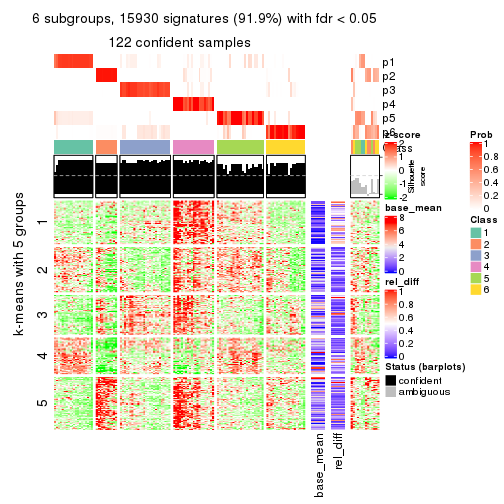 6 subgroups, 15930 signatures (91.9%) with fdr < 0.05
122 confident samples
p1
p2
p3
p4
p5
p6
Class
Silhouette
score
k-means with 5 groups
1
2
3
4
5
base_mean
rel_diff
z-score
2
1
0
-1
-2
base_mean
8
6
4
2
0
rel_diff
1
0.8
0.6
0.4
0.2
0
Status (barplots)
confident
ambiguous
Prob
1
0.8
0.6
0.4
0.2
0
Class
1
2
3
4
5
6